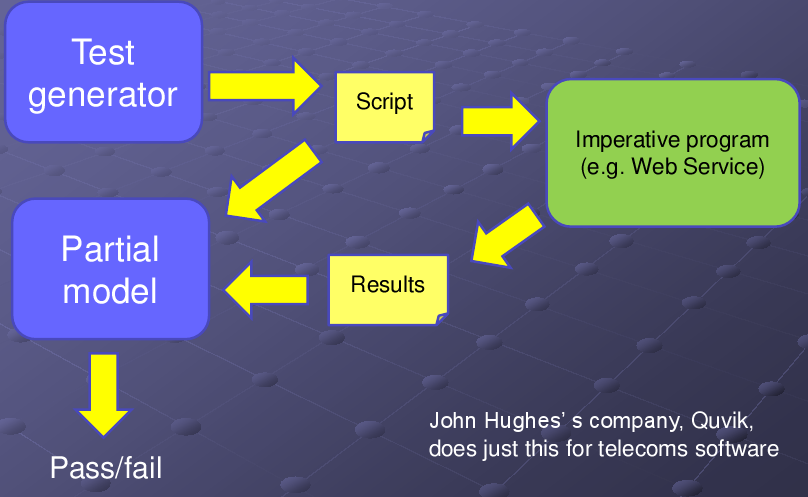 Test
generator
Script
Imperative program
(e.g. Web Service)
Partial
model
Results
John Hughes’ s company, Quvik,
does just this for telecoms software
Pass/fail